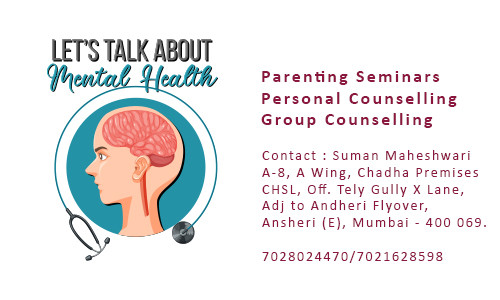 LET'S TALK ABOUT
Mental Health
Parenting Seminars
Personal Counselling
Group Counselling
Contact : Suman Maheshwari
A-8, A Wing, Chadha Premises
CHSL, Off. Tely Gully X Lane,
Adj to Andheri Flyover,
Ansheri (E), Mumbai - 400 069.
7028024470/7021628598